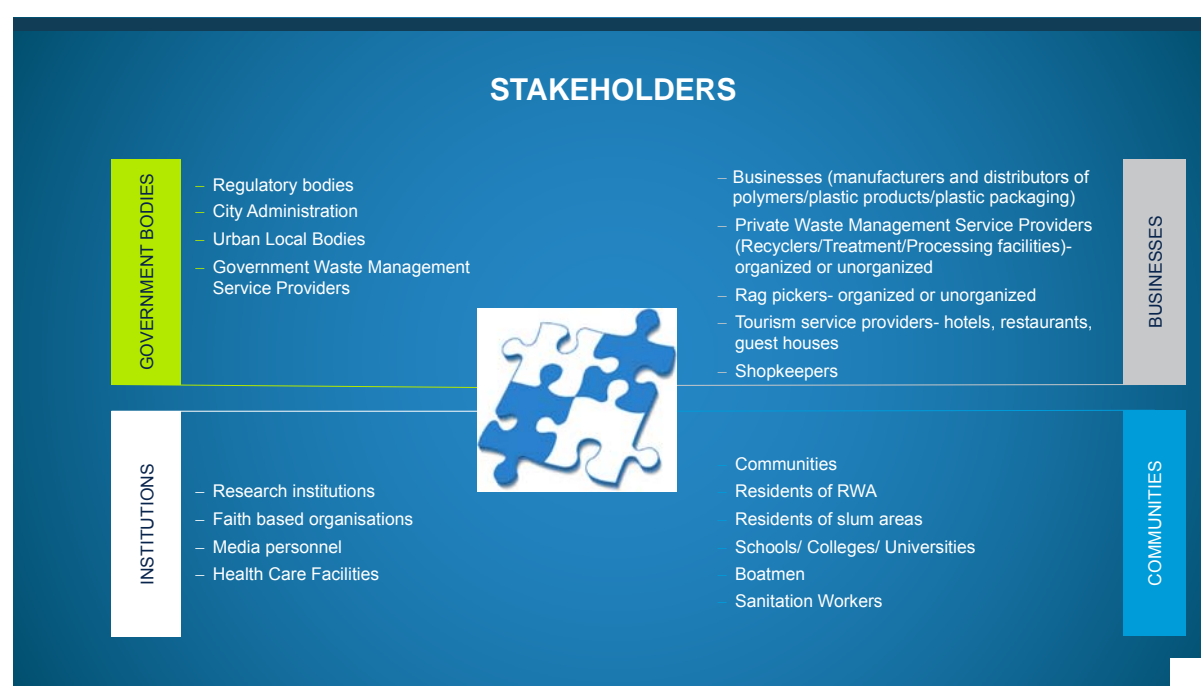 STAKEHOLDERS
GOVERNMENT BODIES
– Regulatory bodies
– City Administration
– Urban Local Bodies
– Government Waste Management
Service Providers
BUSINESSES
– Businesses (manufacturers and distributors of
polymers/plastic products/plastic packaging)
– Private Waste Management Service Providers
(Recyclers/Treatment/Processing facilities)-
organized or unorganized
– Rag pickers- organized or unorganized
– Tourism service providers- hotels, restaurants,
guest houses
– Shopkeepers
INSTITUTIONS
– Research institutions
– Faith based organisations
– Media personnel
– Health Care Facilities
COMMUNITIES
– Communities
– Residents of RWA
– Residents of slum areas
– Schools/ Colleges/ Universities
– Boatmen
– Sanitation Workers